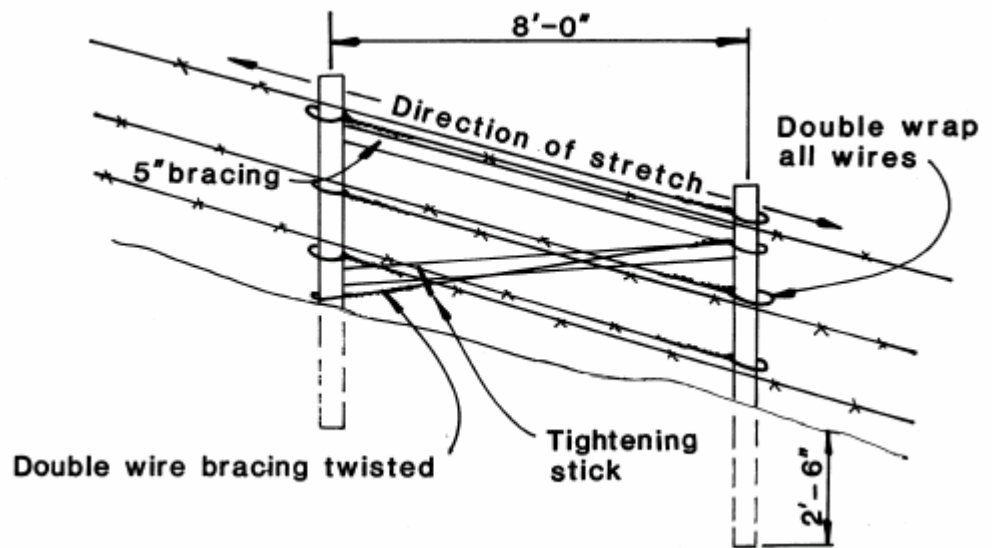 8'-0"
Direction of stretch
Double wrap
all wires
5" bracing
Tightening
stick
Double wire bracing twisted
2'-6"